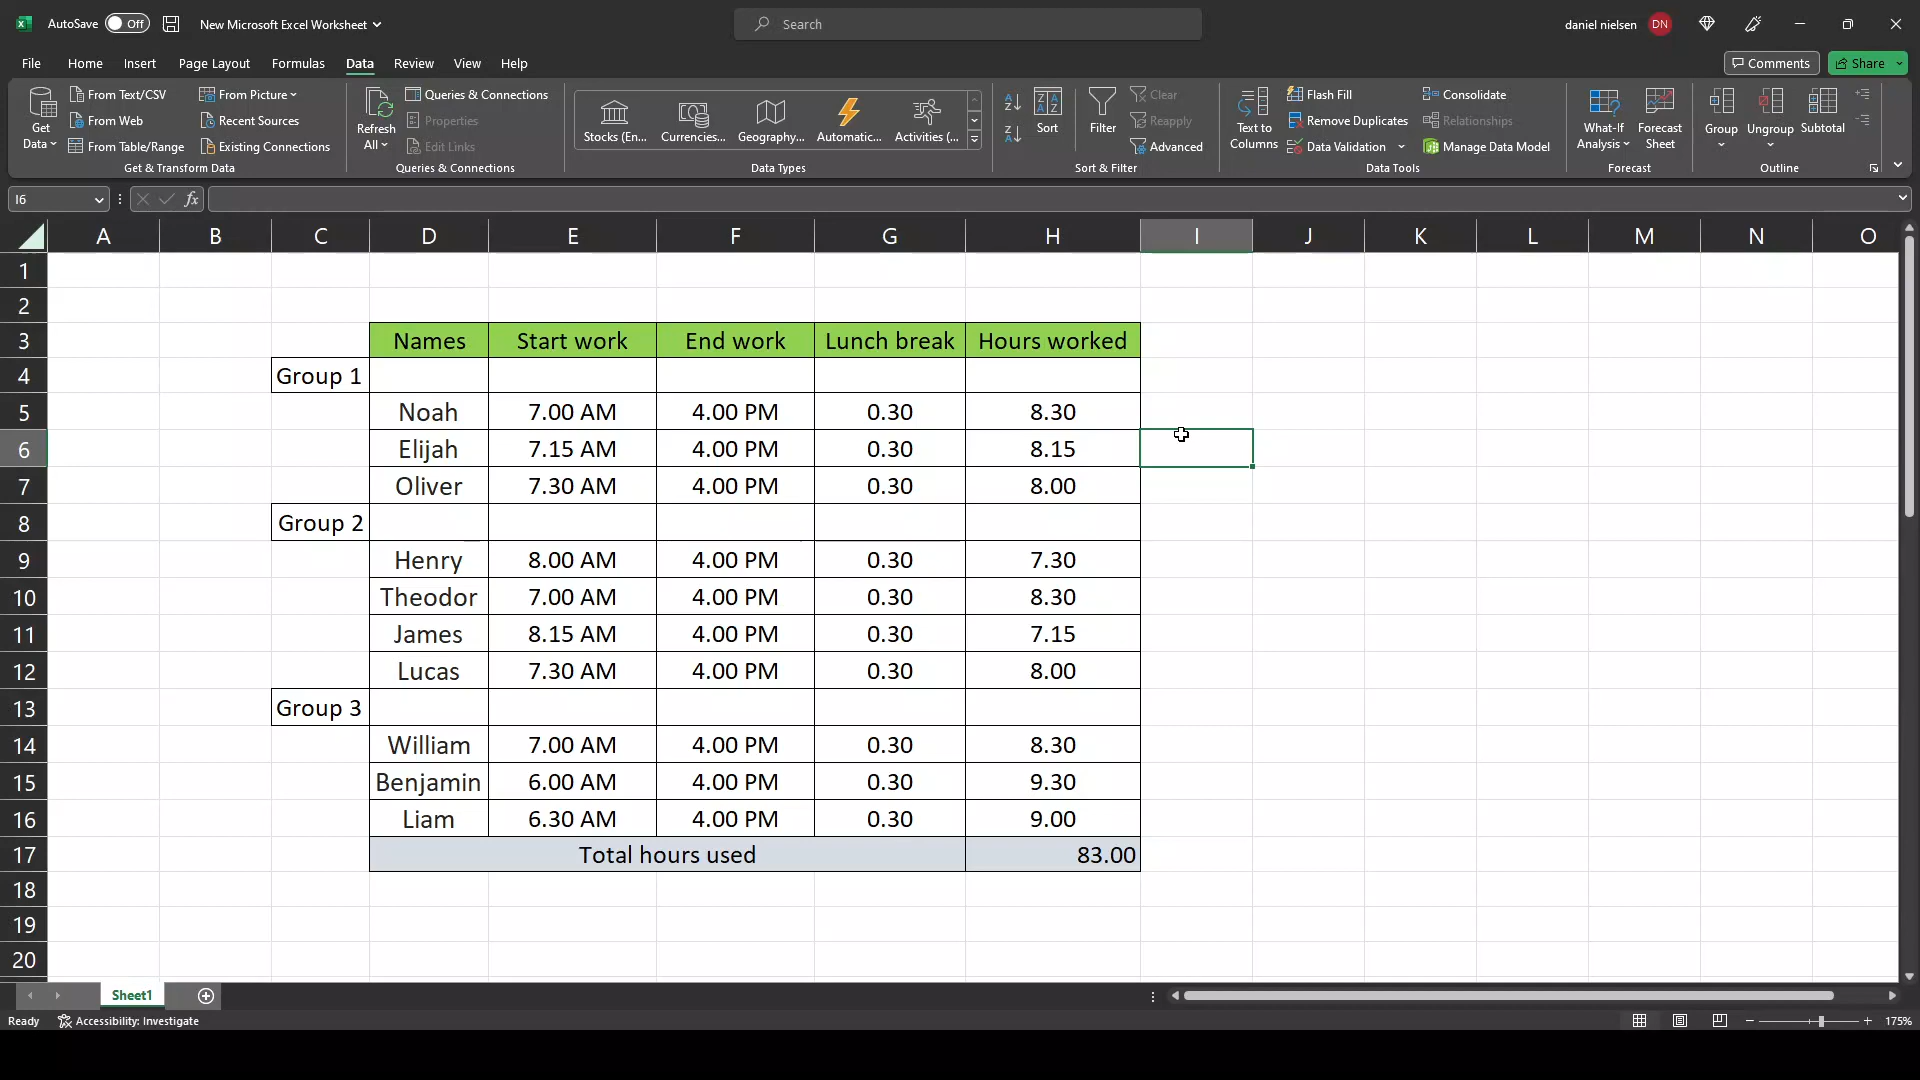 AutoSave Off New Microsoft Excel Worksheet Search daniel nielsen DN
File Home Insert Page Layout Formulas Data Review View Help Comments Share
Get Data
From Text/CSV
From Web
From Table/Range
From Picture
Recent Sources
Existing Connections
Get & Transform Data
Refresh All
Queries & Connections
Properties
Edit Links
Queries & Connections
Stocks (En... Currencies... Geography... Automatic... Activities (...
Data Types
Sort
Filter
Clear
Reapply
Advanced
Sort & Filter
Text to Columns
Flash Fill
Remove Duplicates
Data Validation
Consolidate
Relationships
Manage Data Model
Data Tools
What-If Analysis
Forecast Sheet
Forecast
Group Ungroup Subtotal
Outline
I6 fx
A B C D E F G H I J K L M N O
1
2
3 Names Start work End work Lunch break Hours worked
4 Group 1
5 Noah 7.00 AM 4.00 PM 0.30 8.30
6 Elijah 7.15 AM 4.00 PM 0.30 8.15
7 Oliver 7.30 AM 4.00 PM 0.30 8.00
8 Group 2
9 Henry 8.00 AM 4.00 PM 0.30 7.30
10 Theodor 7.00 AM 4.00 PM 0.30 8.30
11 James 8.15 AM 4.00 PM 0.30 7.15
12 Lucas 7.30 AM 4.00 PM 0.30 8.00
13 Group 3
14 William 7.00 AM 4.00 PM 0.30 8.30
15 Benjamin 6.00 AM 4.00 PM 0.30 9.30
16 Liam 6.30 AM 4.00 PM 0.30 9.00
17 Total hours used 83.00
18
19
20
Sheet1
Ready Accessibility: Investigate 175%